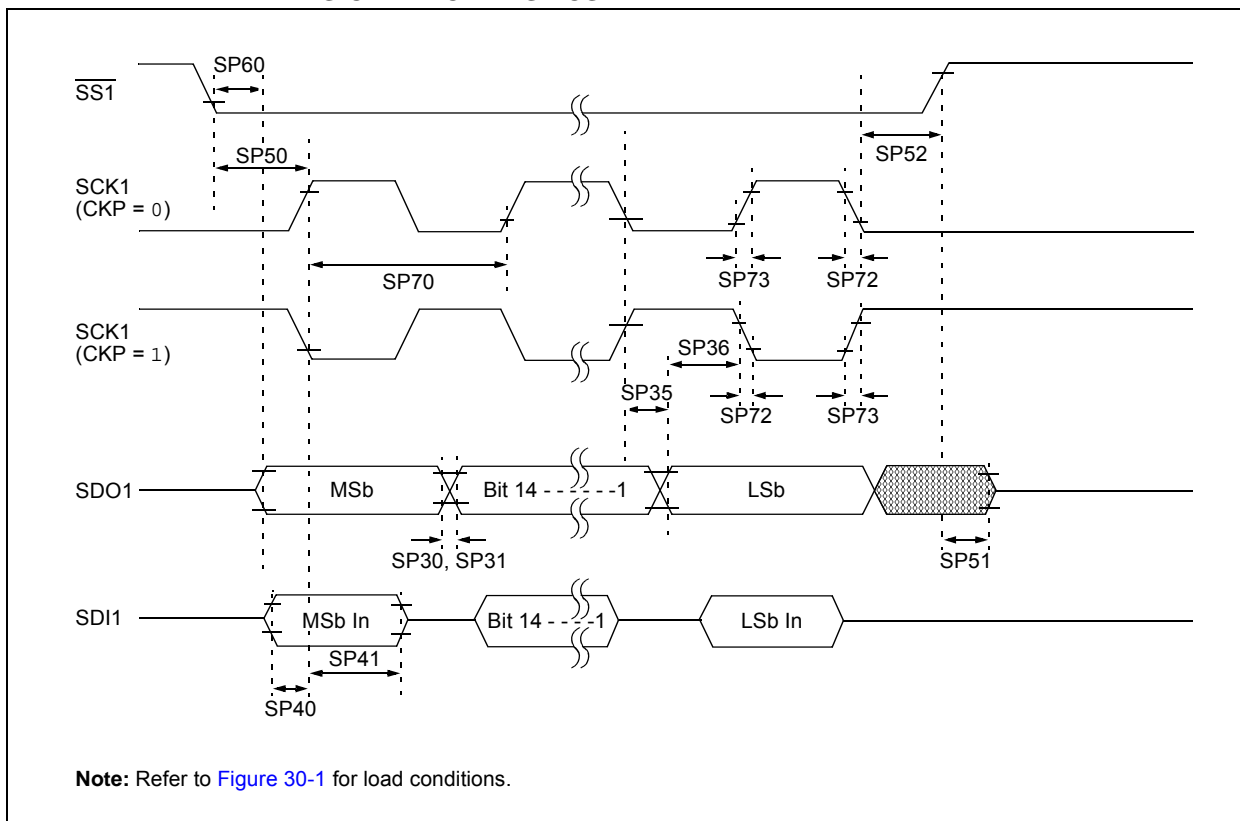 SP60
SS1
SP50
SP52
SCK1
(CKP = 0)
SP70
SP73
SP72
SCK1
(CKP = 1)
SP36
SP35
SP72
SP73
SDO1
MSb
Bit 14 - - - - - -1
LSb
SP30, SP31
SP51
SDI1
MSb In
Bit 14 - - - -1
LSb In
SP41
SP40
Note: Refer to Figure 30-1 for load conditions.